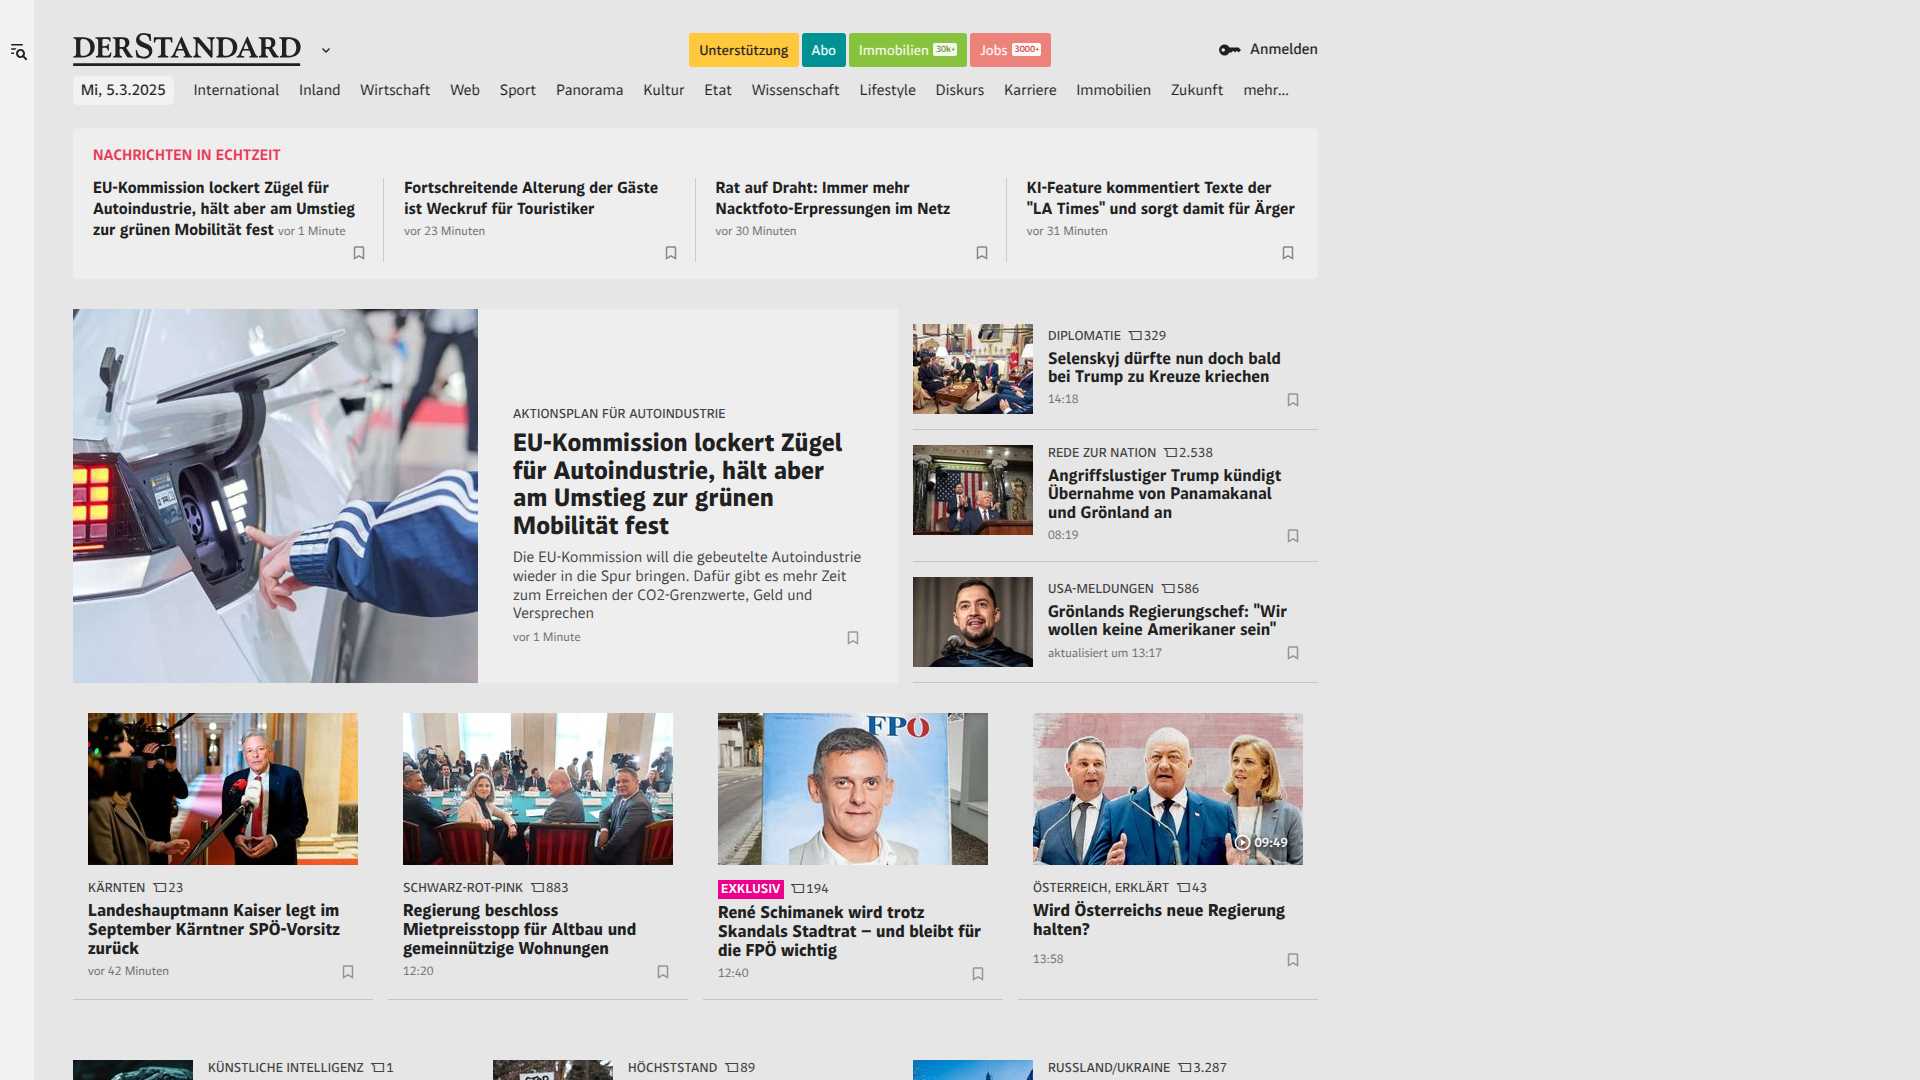 DERSTANDARD
Unterstützung
Abo
Immobilien 30k+
Jobs 3000+
Anmelden
Mi, 5.3.2025
International
Inland
Wirtschaft
Web
Sport
Panorama
Kultur
Etat
Wissenschaft
Lifestyle
Diskurs
Karriere
Immobilien
Zukunft
mehr...
NACHRICHTEN IN ECHTZEIT
EU-Kommission lockert Zügel für
Autoindustrie, hält aber am Umstieg
zur grünen Mobilität fest vor 1 Minute
Fortschreitende Alterung der Gäste
ist Weckruf für Touristiker
vor 23 Minuten
Rat auf Draht: Immer mehr
Nacktfoto-Erpressungen im Netz
vor 30 Minuten
KI-Feature kommentiert Texte der
"LA Times" und sorgt damit für Ärger
vor 31 Minuten
AKTIONSPLAN FÜR AUTOINDUSTRIE
EU-Kommission lockert Zügel
für Autoindustrie, hält aber
am Umstieg zur grünen
Mobilität fest
Die EU-Kommission will die gebeutelte Autoindustrie
wieder in die Spur bringen. Dafür gibt es mehr Zeit
zum Erreichen der CO2-Grenzwerte, Geld und
Versprechen
vor 1 Minute
DIPLOMATIE 329
Selenskyj dürfte nun doch bald
bei Trump zu Kreuze kriechen
14:18
REDE ZUR NATION 2.538
Angriffslustiger Trump kündigt
Übernahme von Panamakanal
und Grönland an
08:19
USA-MELDUNGEN 586
Grönlands Regierungschef: "Wir
wollen keine Amerikaner sein"
aktualisiert um 13:17
KÄRNTEN 23
Landeshauptmann Kaiser legt im
September Kärntner SPÖ-Vorsitz
zurück
vor 42 Minuten
SCHWARZ-ROT-PINK 883
Regierung beschloss
Mietpreisstopp für Altbau und
gemeinnützige Wohnungen
12:20
FPÖ
EXKLUSIV 194
René Schimanek wird trotz
Skandals Stadtrat – und bleibt für
die FPÖ wichtig
12:40
09:49
ÖSTERREICH, ERKLÄRT 43
Wird Österreichs neue Regierung
halten?
13:58
KÜNSTLICHE INTELLIGENZ 1
HÖCHSTSTAND 89
RUSSLAND/UKRAINE 3.287